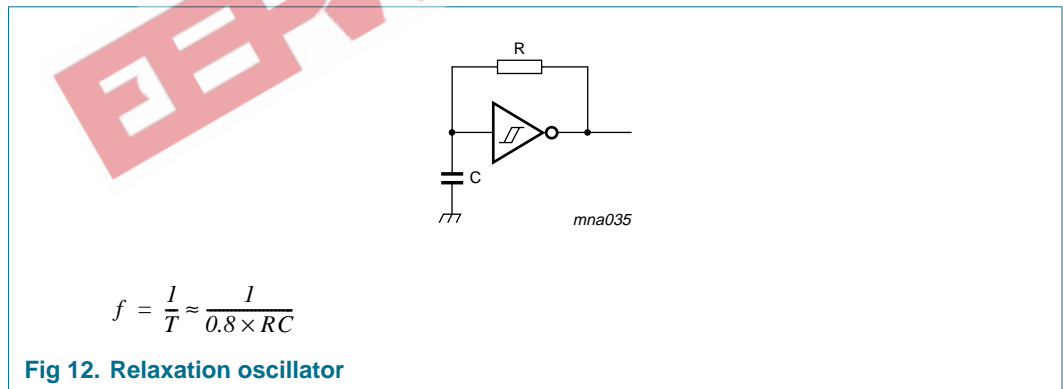 R
C
mna035
f = 1/T ≈ 1/(0.8 × RC)
Fig 12. Relaxation oscillator